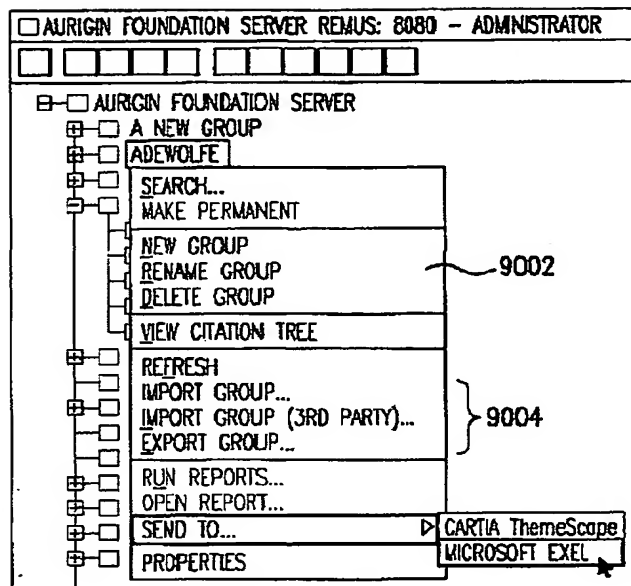 AURIGIN FOUNDATION SERVER REMUS: 8080 - ADMINISTRATOR
AURIGIN FOUNDATION SERVER
A NEW GROUP
ADEWOLFE
SEARCH...
MAKE PERMANENT
NEW GROUP
RENAME GROUP
DELETE GROUP
9002
VIEW CITATION TREE
REFRESH
IMPORT GROUP...
IMPORT GROUP (3RD PARTY)...
EXPORT GROUP...
9004
RUN REPORTS...
OPEN REPORT...
SEND TO...
CARTIA ThemeScape
MICROSOFT EXEL
PROPERTIES